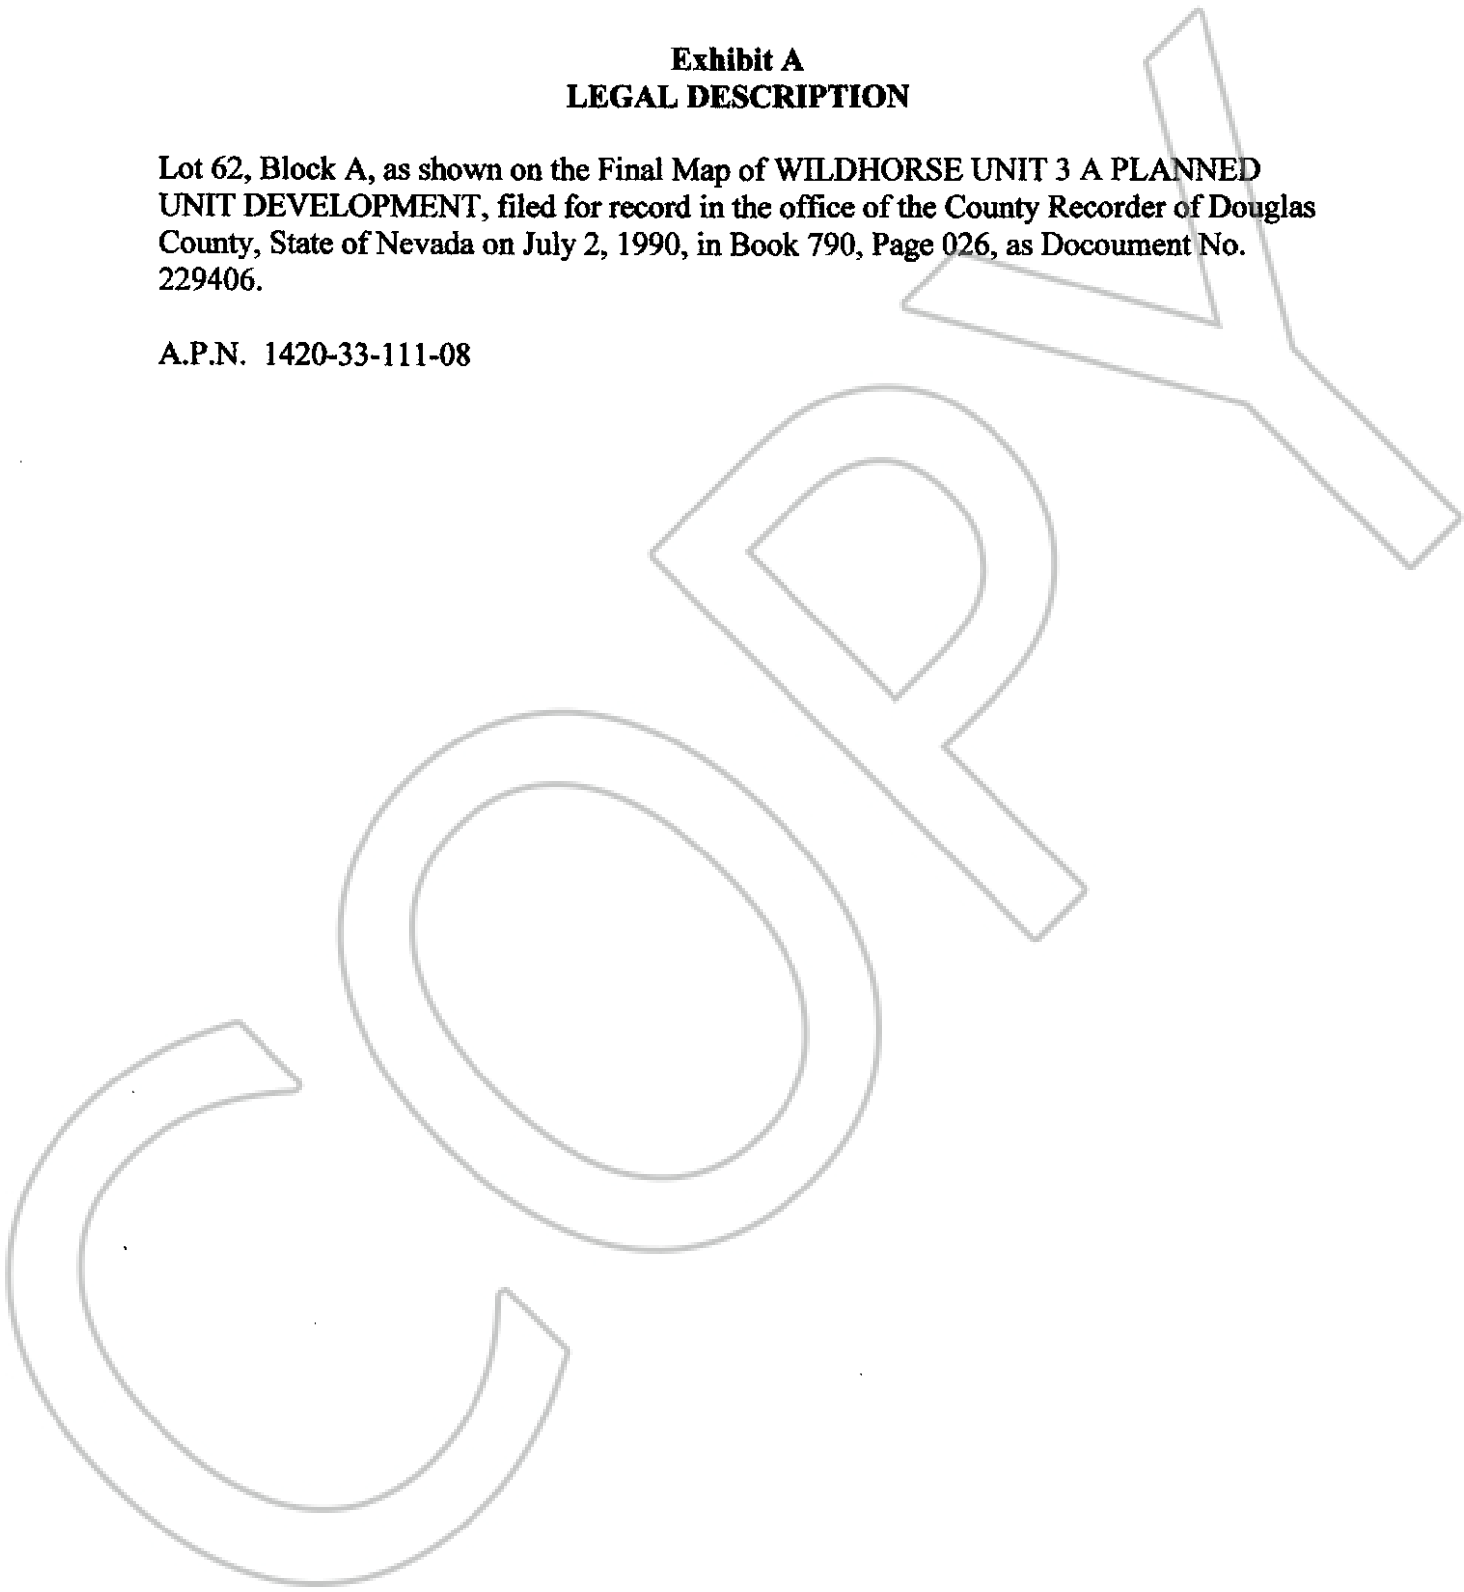 Exhibit A
LEGAL DESCRIPTION
Lot 62, Block A, as shown on the Final Map of WILDHORSE UNIT 3 A PLANNED
UNIT DEVELOPMENT, filed for record in the office of the County Recorder of Douglas
County, State of Nevada on July 2, 1990, in Book 790, Page 026, as Docoument No.
229406.
A.P.N. 1420-33-111-08
COPY